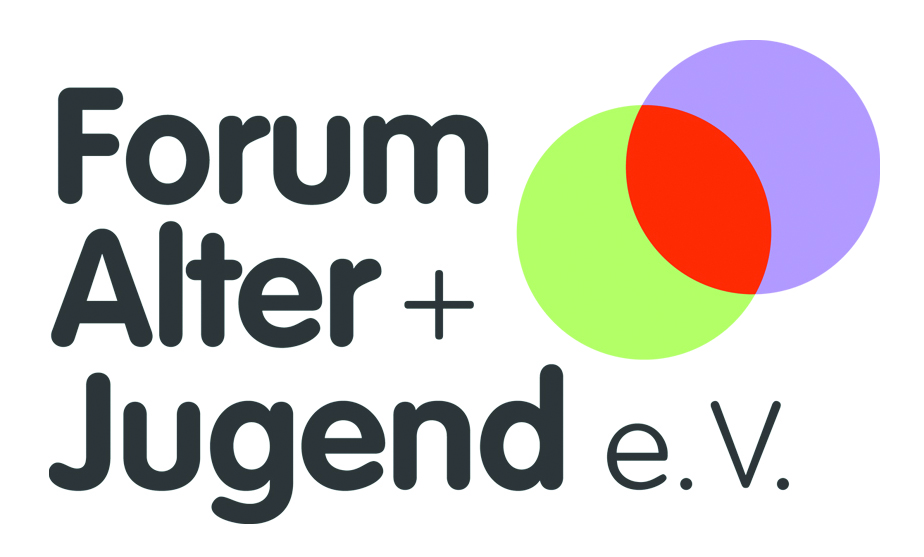 Forum
Alter +
Jugend e.V.